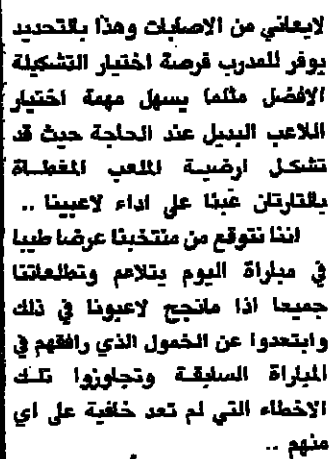 لايعاني من الاصابات وهذا بالتحديد
يوفر للمدرب فرصة اختيار التشكيلة
الافضل مثلما يسهل مهمة اختيار
اللاعب البديل عند الحاجة حيث قد
تشكل ارضية الملعب المغطاة
بالتارتان عبئا على اداء لاعبينا ..
اننا نتوقع من منتخبنا عرضا طيبا
في مباراة اليوم يتلاءم وتطلعاتنا
جميعا اذا مانجح لاعبونا في ذلك
وابتعدوا عن الخمول الذي رافقهم في
المباراة السابقة وتجاوزوا تلك
الاخطاء التي لم تعد خافية على اي
منهم ..